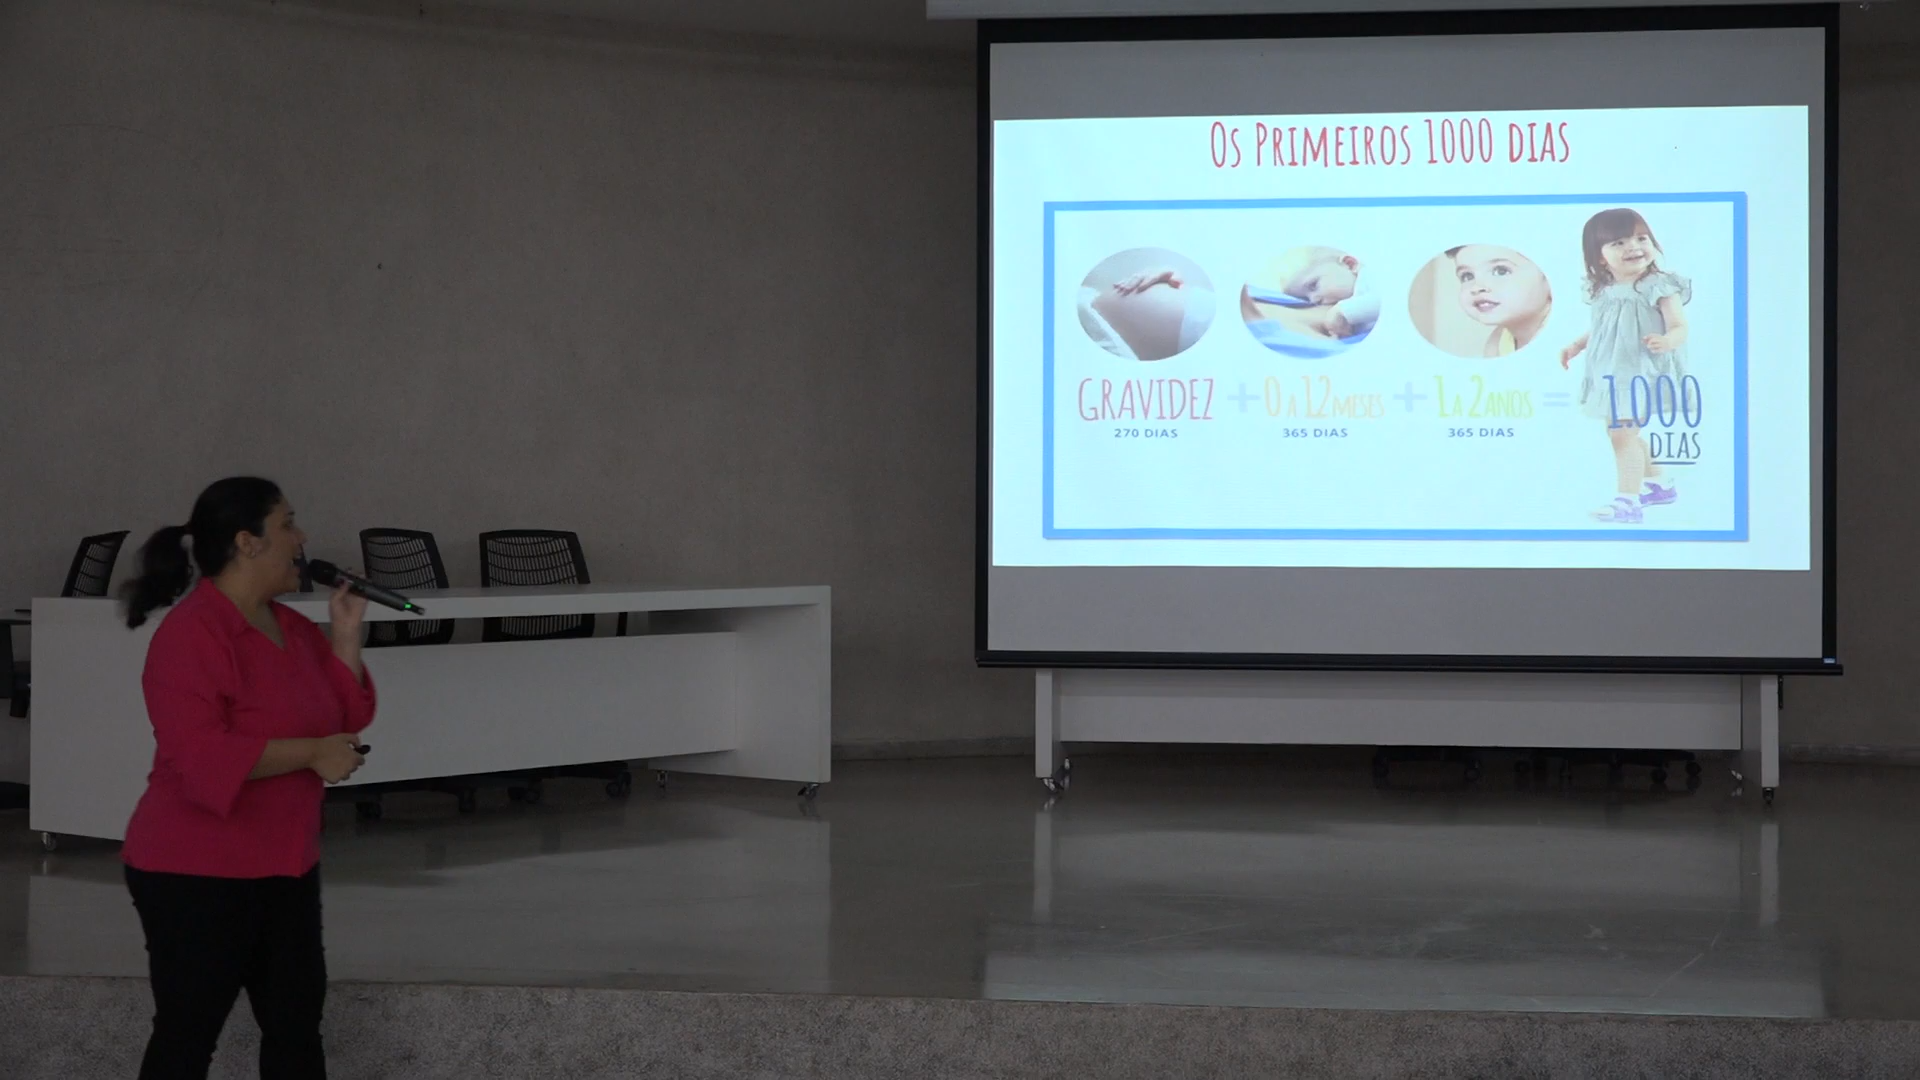 Os Primeiros 1000 dias
GRAVIDEZ + 0 A 12 MESES + 1 A 2 ANOS = 1.000
270 DIAS 365 DIAS 365 DIAS DIAS